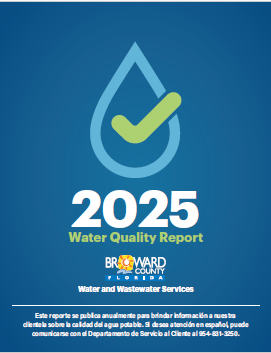 2025
Water Quality Report
BROWARD
COUNTY
FLORIDA
Water and Wastewater Services
Este reporte se publica anualmente para brindar información a nuestra
clientela sobre la calidad del agua potable. Si desea atención en español, puede
comunicarse con el Departamento de Servicio al Cliente al 954-831-3250.